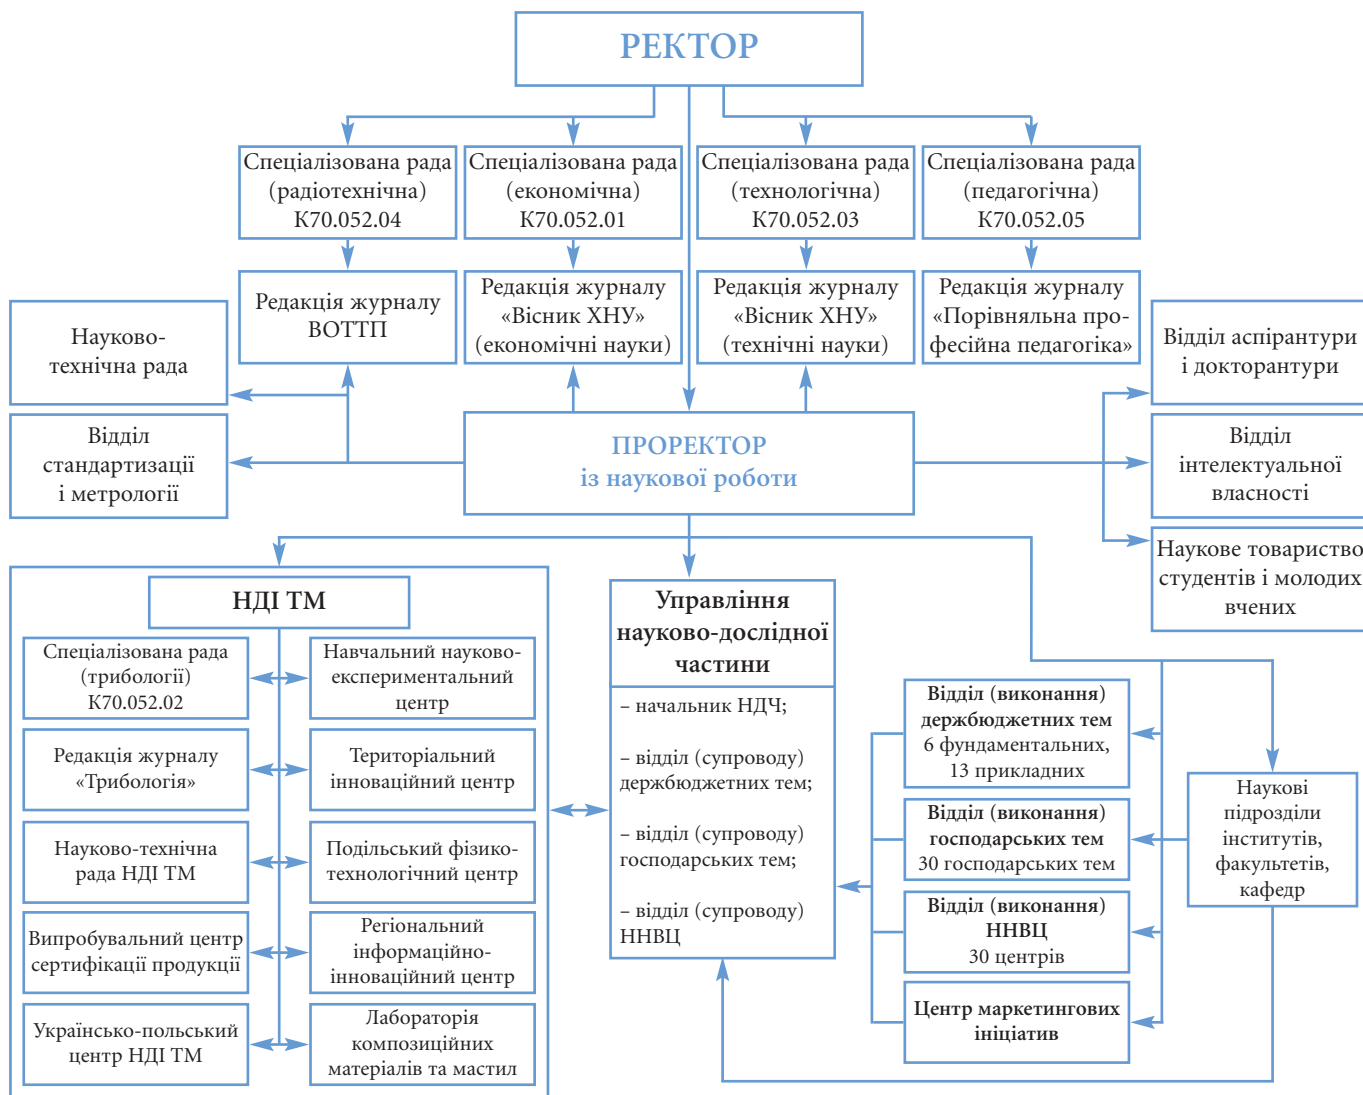 РЕКТОР
Спеціалізована рада
(радіотехнічна)
К70.052.04
Спеціалізована рада
(економічна)
К70.052.01
Спеціалізована рада
(технологічна)
К70.052.03
Спеціалізована рада
(педагогічна)
К70.052.05
Редакція журналу
ВОТТП
Редакція журналу
«Вісник ХНУ»
(економічні науки)
Редакція журналу
«Вісник ХНУ»
(технічні науки)
Редакція журналу
«Порівняльна про-
фесійна педагогіка»
Науково-
технічна рада
Відділ
стандартизації
і метрології
ПРОРЕКТОР
із наукової роботи
Відділ аспірантури
і докторантури
Відділ
інтелектуальної
власності
Наукове товариство
студентів і молодих
вчених
НДІ ТМ
Спеціалізована рада
(трибології)
К70.052.02
Навчальний науково-
експериментальний
центр
Редакція журналу
«Трибологія»
Територіальний
інноваційний центр
Науково-технічна
рада НДІ ТМ
Подільський фізико-
технологічний центр
Випробувальний центр
сертифікації продукції
Регіональний
інформаційно-
інноваційний центр
Українсько-польський
центр НДІ ТМ
Лабораторія
композиційних
матеріалів та мастил
Управління
науково-дослідної
частини
– начальник НДЧ;
– відділ (супроводу)
держбюджетних тем;
– відділ (супроводу)
господарських тем;
– відділ (супроводу)
ННВЦ
Відділ (виконання)
держбюджетних тем
6 фундаментальних,
13 прикладних
Відділ (виконання)
господарських тем
30 господарських тем
Відділ (виконання)
ННВЦ
30 центрів
Центр маркетингових
ініціатив
Наукові
підрозділи
інститутів,
факультетів,
кафедр